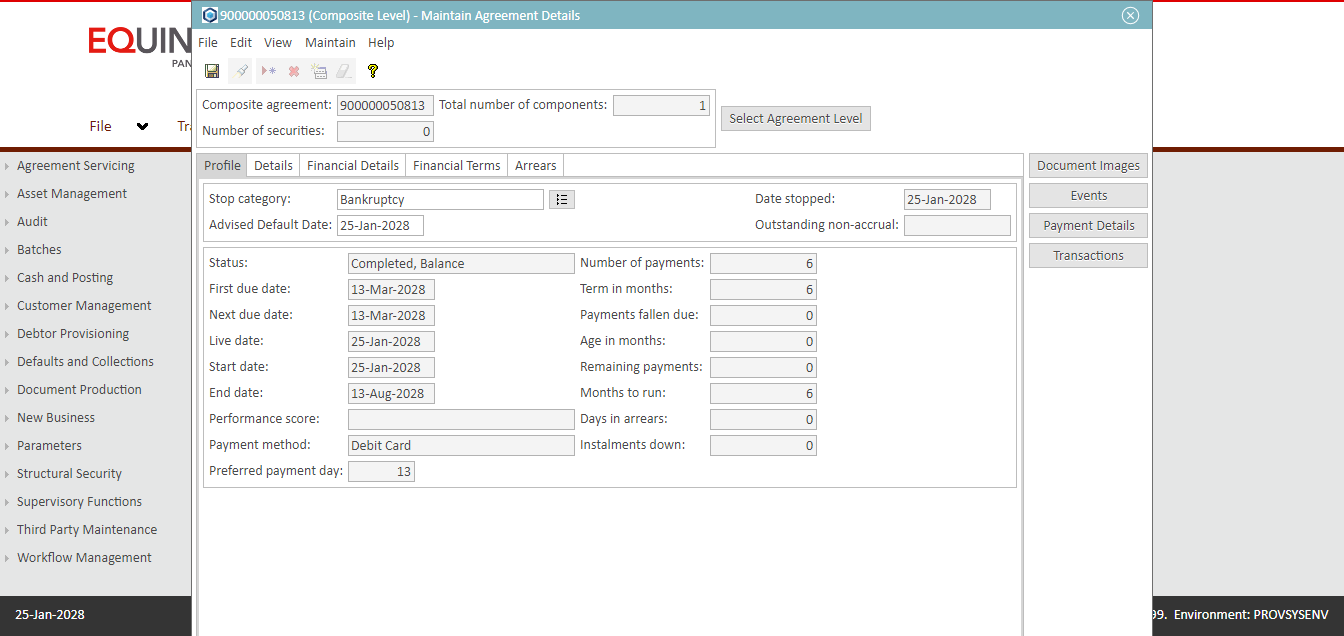 900000050813 (Composite Level) - Maintain Agreement Details
EQUIN
PAN
File Edit View Maintain Help
Composite agreement: 900000050813 Total number of components: 1
Number of securities: 0
Select Agreement Level
File
Profile Details Financial Details Financial Terms Arrears
Stop category: Bankruptcy Date stopped: 25-Jan-2028
Advised Default Date: 25-Jan-2028 Outstanding non-accrual:
Status: Completed, Balance Number of payments: 6
First due date: 13-Mar-2028 Term in months: 6
Next due date: 13-Mar-2028 Payments fallen due: 0
Live date: 25-Jan-2028 Age in months: 0
Start date: 25-Jan-2028 Remaining payments: 0
End date: 13-Aug-2028 Months to run: 6
Performance score: Days in arrears: 0
Payment method: Debit Card Instalments down: 0
Preferred payment day: 13
Document Images
Events
Payment Details
Transactions
Agreement Servicing
Asset Management
Audit
Batches
Cash and Posting
Customer Management
Debtor Provisioning
Defaults and Collections
Document Production
New Business
Parameters
Structural Security
Supervisory Functions
Third Party Maintenance
Workflow Management
25-Jan-2028
99. Environment: PROVSYSENV